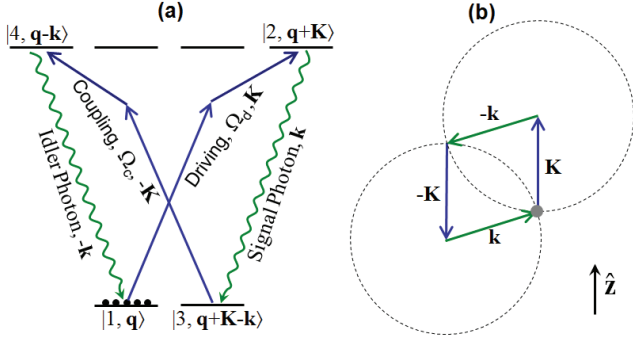 (a)
(b)
|4, q-k⟩
|2, q+K⟩
Coupling, Ωc, -K
Driving, Ωd, K
Idler Photon, -k
Signal Photon, k
|1, q⟩
|3, q+K-k⟩
-k
K
-K
k
ẑ